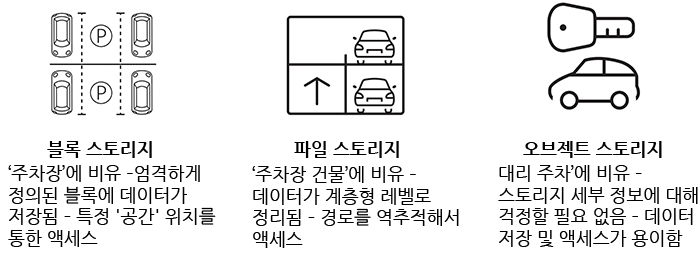 P
P
블록 스토리지
‘주차장’에 비유 -엄격하게
정의된 블록에 데이터가
저장됨 - 특정 '공간' 위치를
통한 액세스
파일 스토리지
‘주차장 건물’에 비유 -
데이터가 계층형 레벨로
정리됨 - 경로를 역추적해서
액세스
오브젝트 스토리지
대리 주차’에 비유 -
스토리지 세부 정보에 대해
걱정할 필요 없음 - 데이터
저장 및 액세스가 용이함